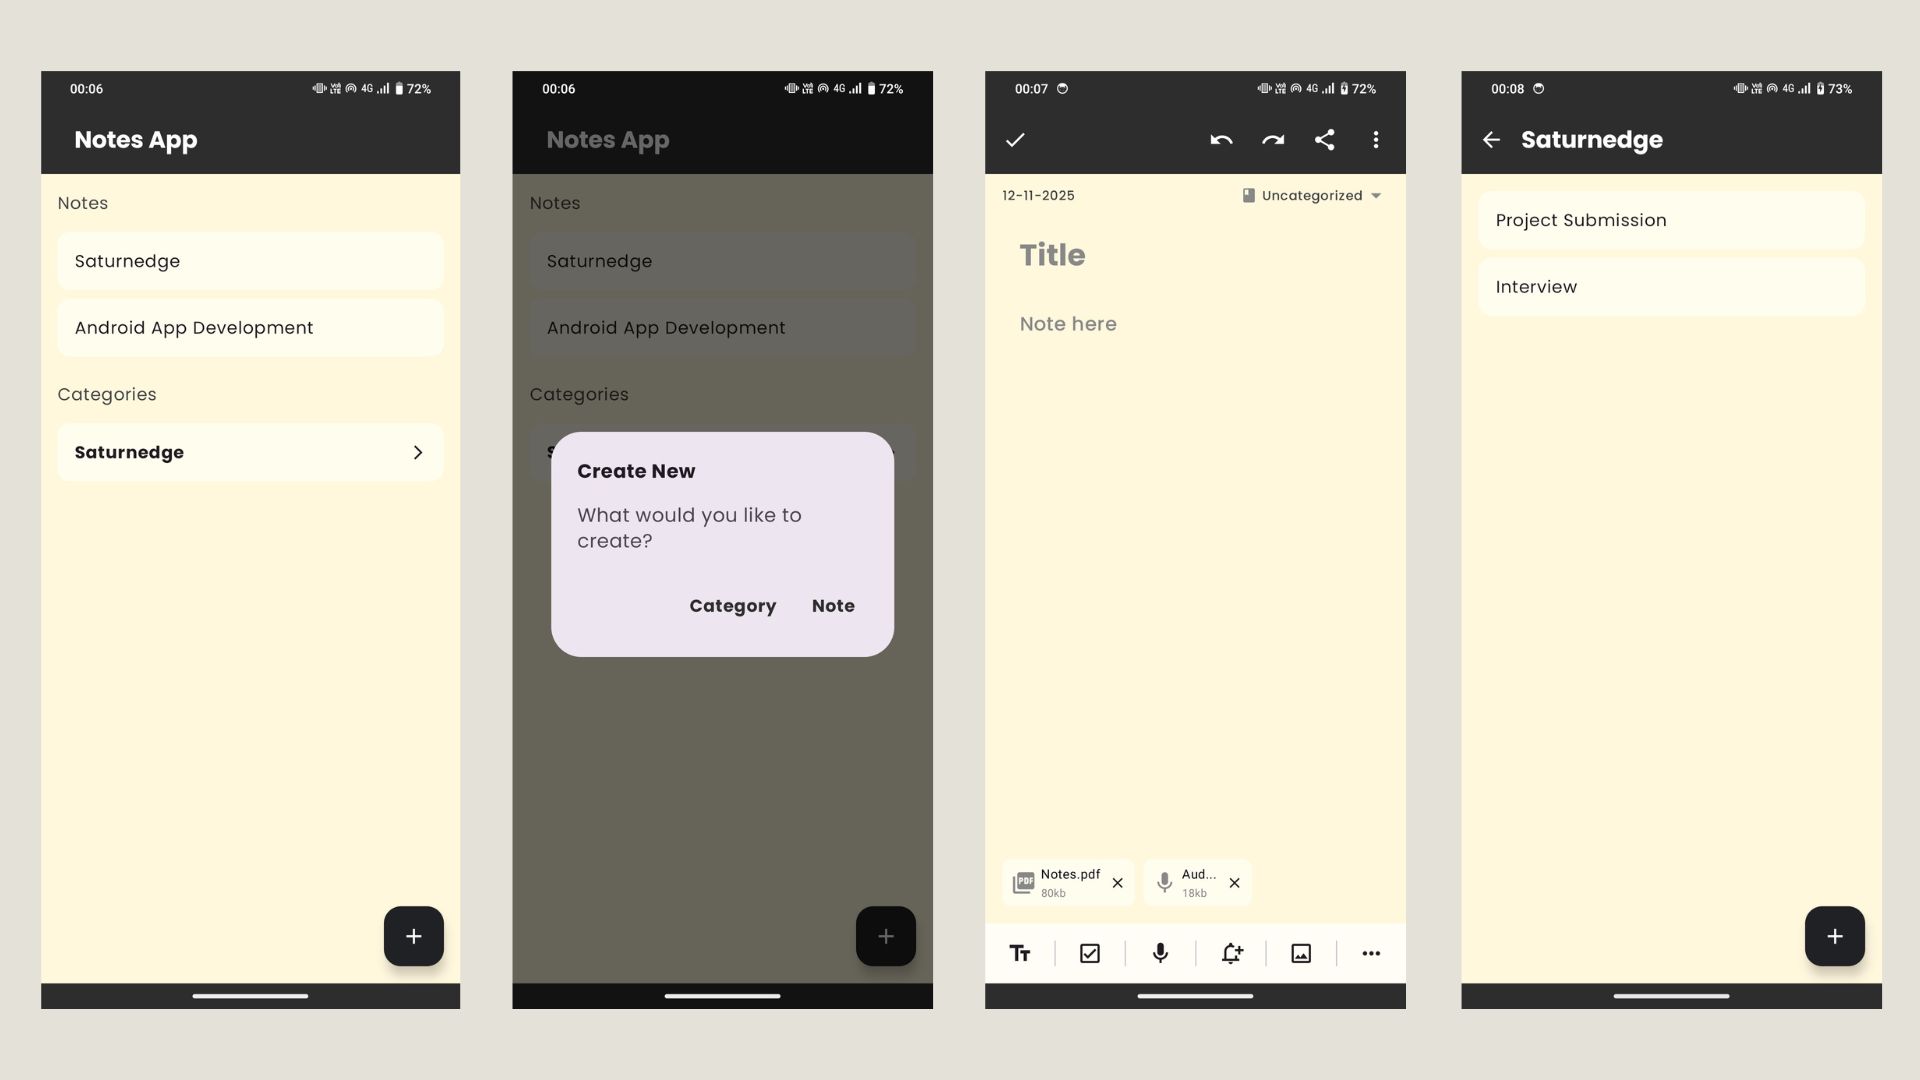 00:06
4G 72%
Notes App
Notes
Saturnedge
Android App Development
Categories
Saturnedge
00:06
4G 72%
Notes App
Notes
Saturnedge
Android App Development
Categories
Create New
What would you like to
create?
Category Note
00:07
4G 72%
12-11-2025 Uncategorized
Title
Note here
PDF
Notes.pdf
80kb
Aud...
18kb
Tт
00:08
4G 73%
Saturnedge
Project Submission
Interview